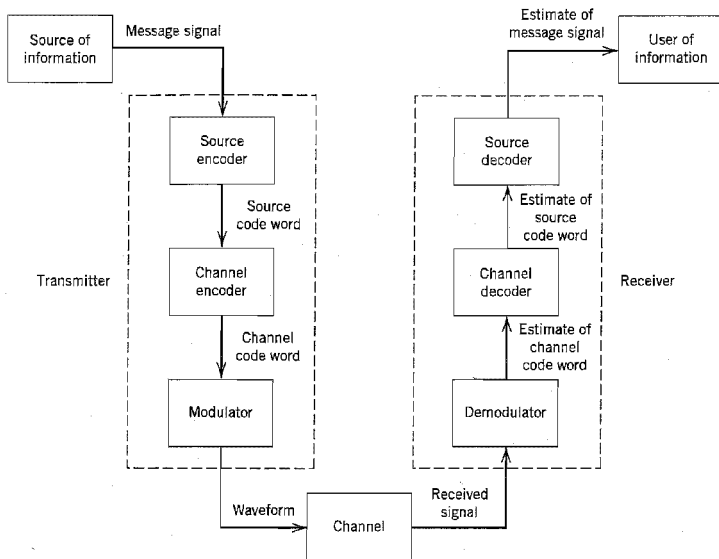 Source of
information
Message signal
Estimate of
message signal
User of
information
Source
encoder
Source
decoder
Source
code word
Estimate of
source
code word
Transmitter
Channel
encoder
Channel
decoder
Receiver
Channel
code word
Estimate of
channel
code word
Modulator
Demodulator
Waveform
Channel
Received
signal